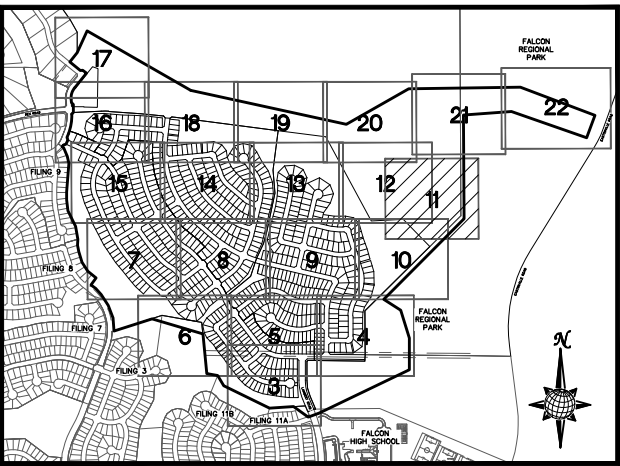 FALCON
REGIONAL
PARK
17
22
21
16
18
19
20
FILING 9
15
14
13
12
11
7
8
9
10
FILING 8
FALCON
REGIONAL
PARK
FILING 7
6
5
4
N
FILING 3
3
FILING 11B
FILING 11A
FALCON
HIGH SCHOOL